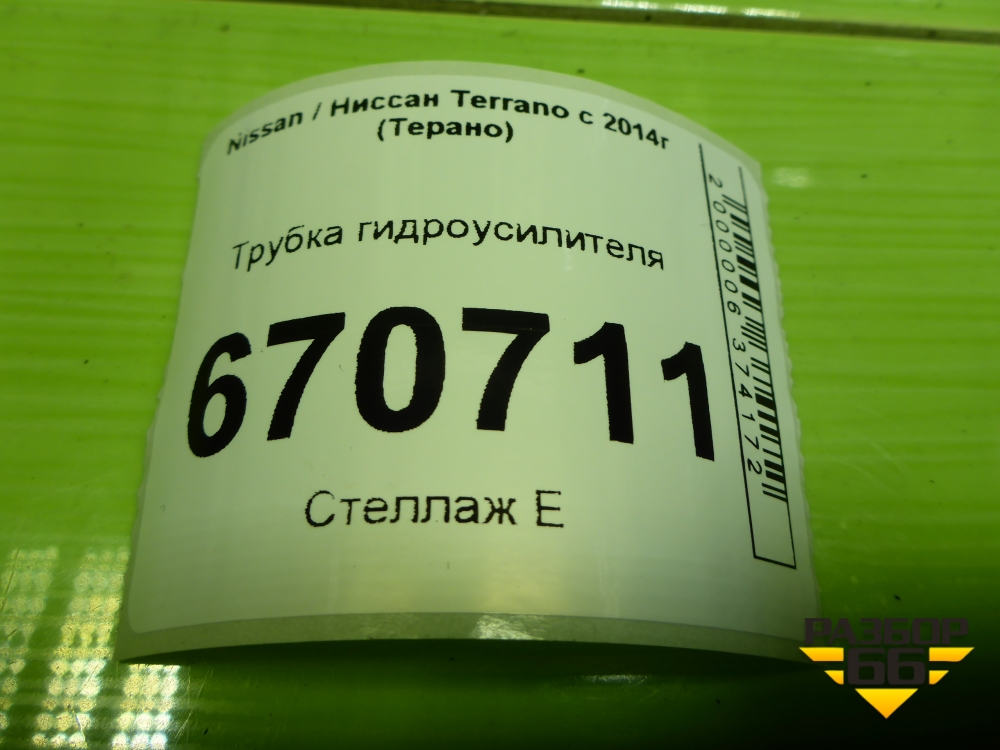 Nissan / Ниссан Terrano с 2014г
(Терано)
Трубка гидроусилителя
670711
Стеллаж Е
2000006374172
РАЗБОР
66